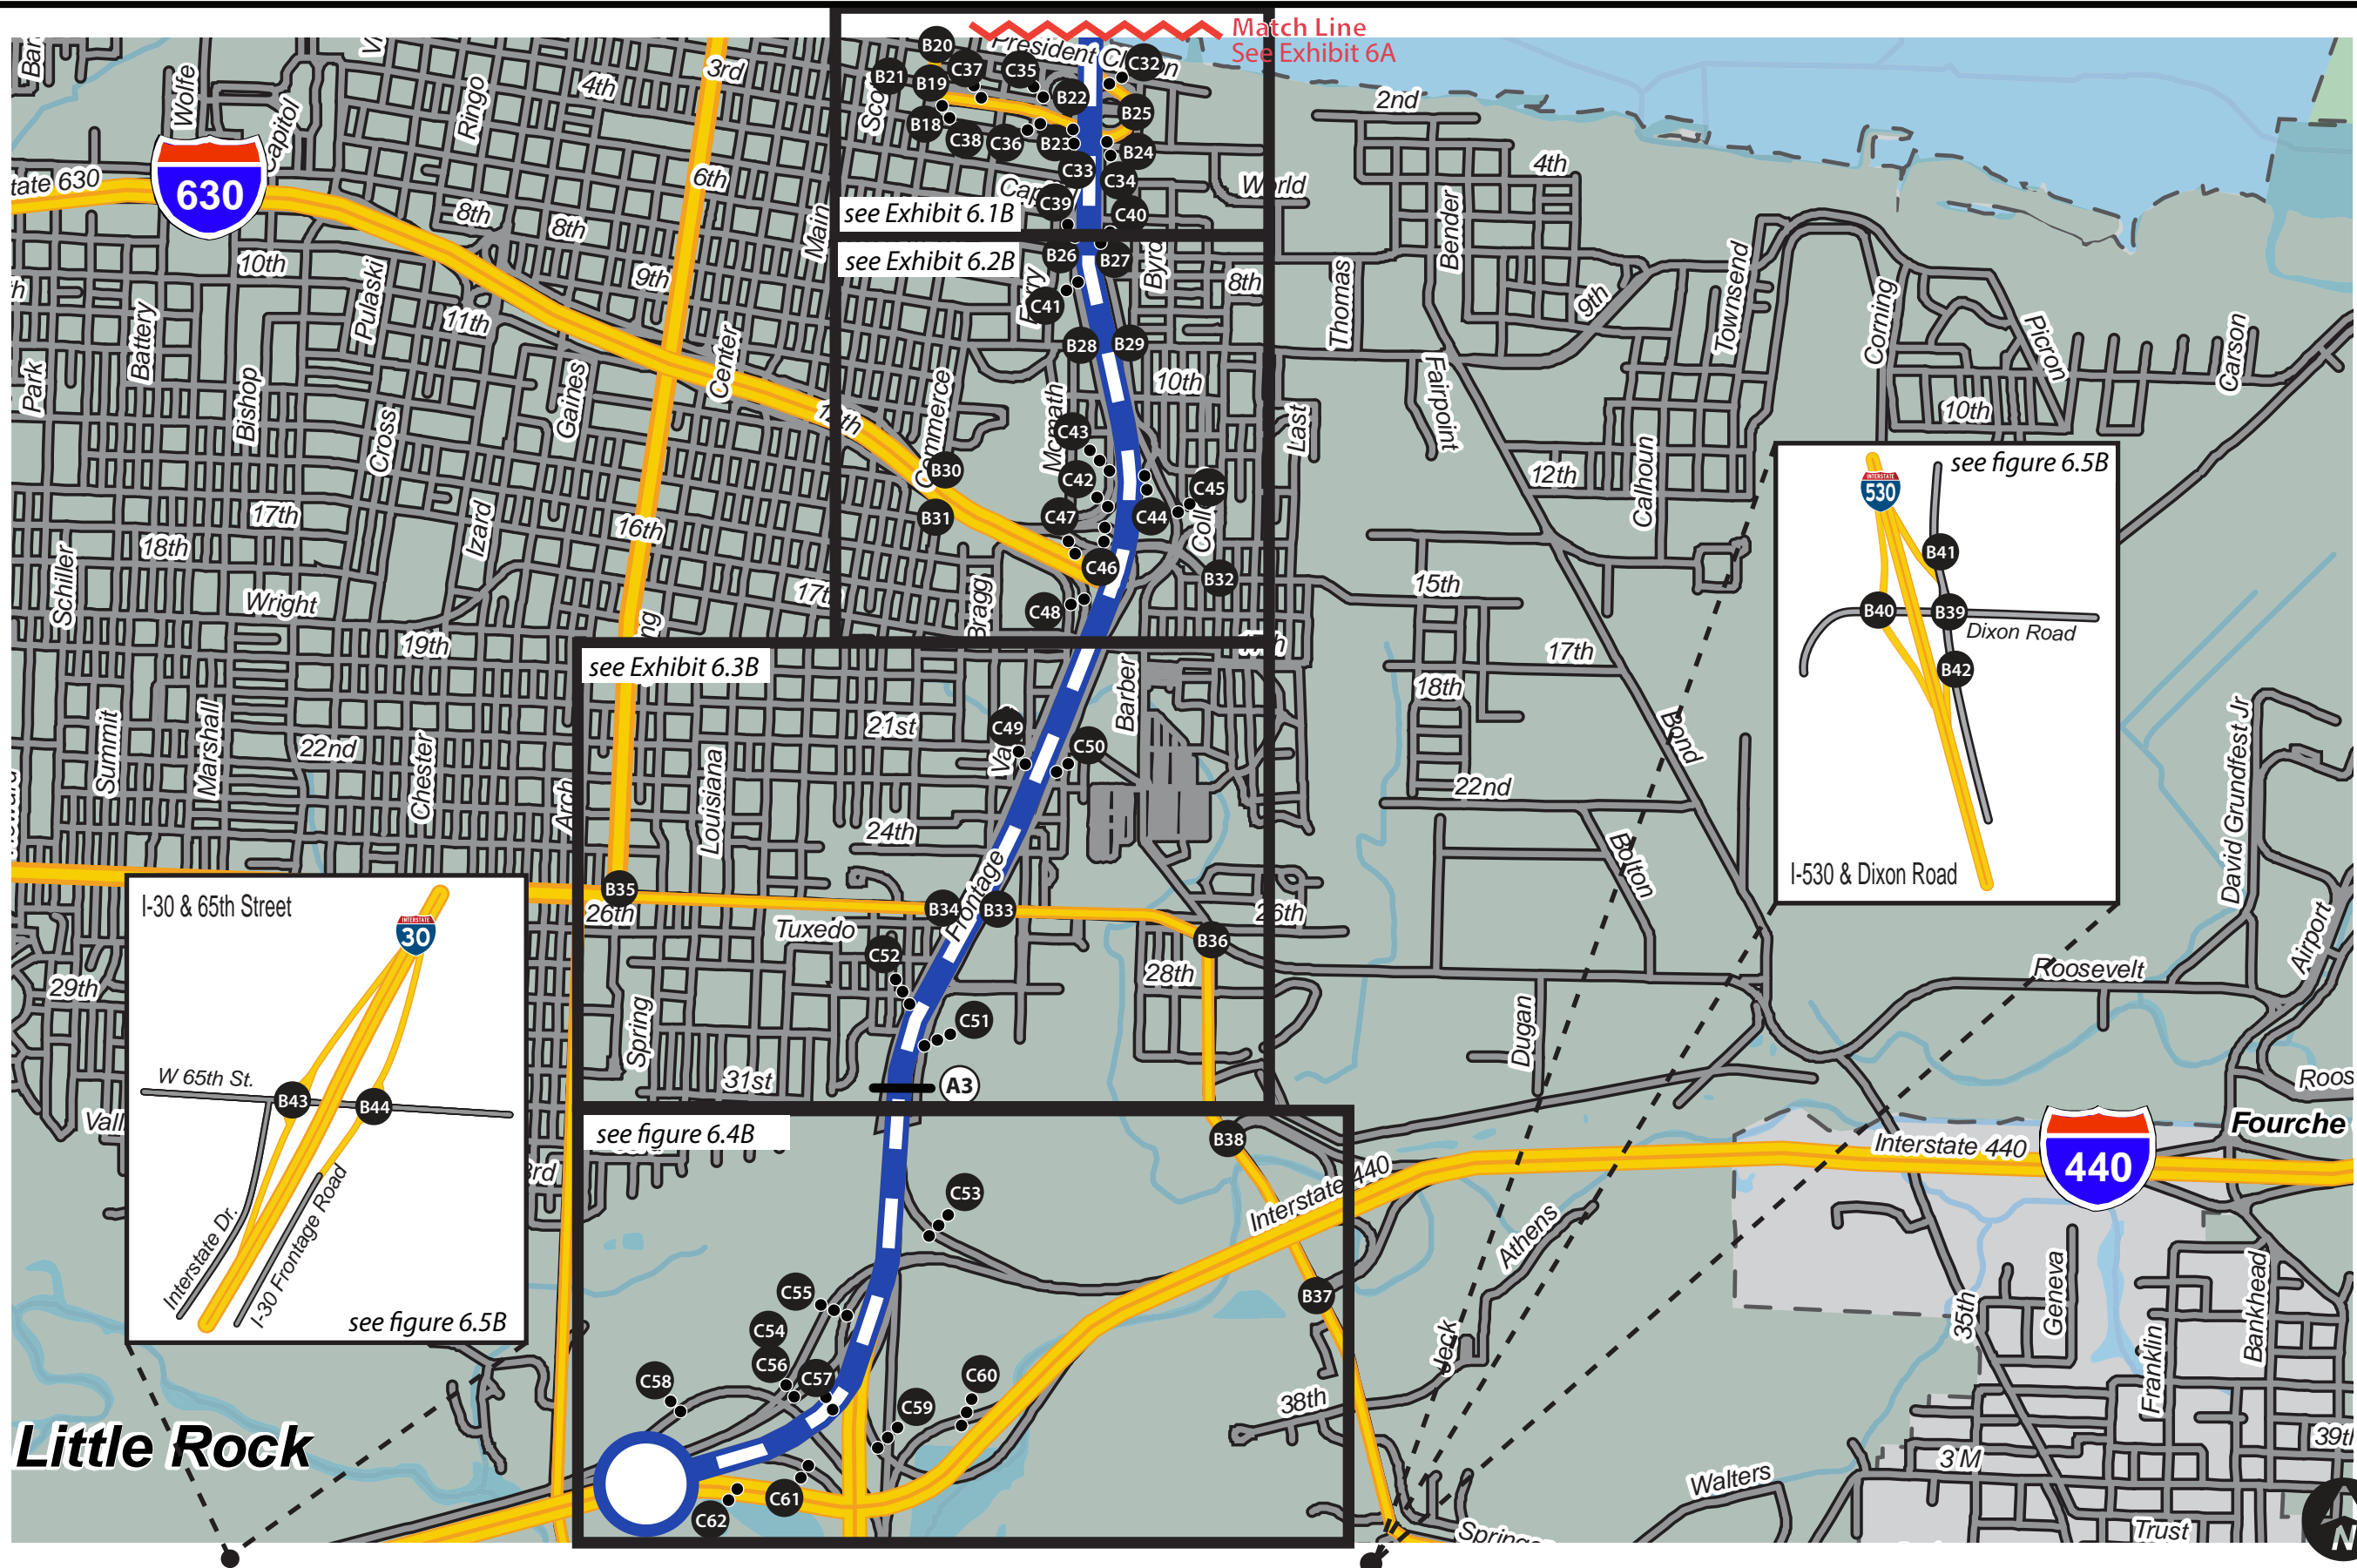 Match Line
See Exhibit 6A
President Clinton
B20
C37
C35
C32
B21
B19
B22
B25
B18
C38
C36
B23
B24
C33
C34
C39
C40
3rd
4th
Wolfe
Capitol
Ringo
6th
Main
2nd
4th
World
Bender
630
8th
8th
9th
10th
11th
see Exhibit 6.1B
see Exhibit 6.2B
B26
B27
Byrd
8th
C41
B28
B29
Thomas
9th
Townsend
Corning
Picron
Carson
Park
Battery
Bishop
Pulaski
Cross
Gaines
Center
12th
Commerce
Mcmath
10th
Last
Fairpoint
10th
C43
C42
C47
C44
C45
B30
B31
C46
B32
C48
12th
Calhoun
17th
18th
Izard
16th
Schiller
Wright
19th
Bragg
15th
17th
18th
see figure 6.5B
INTERSTATE
530
B41
B40
B39
Dixon Road
B42
I-530 & Dixon Road
see Exhibit 6.3B
Summit
Marshall
22nd
Chester
Arch
Louisiana
21st
24th
C49
C50
Barber
Frontage
22nd
Bond
Bolton
David Grundfest Jr
Airport
B35
26th
B34
B33
Tuxedo
C52
B36
26th
28th
C51
A3
Spring
31st
Dugan
Roosevelt
29th
I-30 & 65th Street
INTERSTATE
30
W 65th St.
B43
B44
Interstate Dr.
I-30 Frontage Road
see figure 6.5B
see figure 6.4B
B38
Interstate 440
Interstate 440
440
Fourche
C53
C55
C54
C56
C57
C58
C59
C60
C61
C62
B37
38th
Athens
Jeck
35th
Geneva
Franklin
Bankhead
3 M
Walters
Trust
Little Rock
N